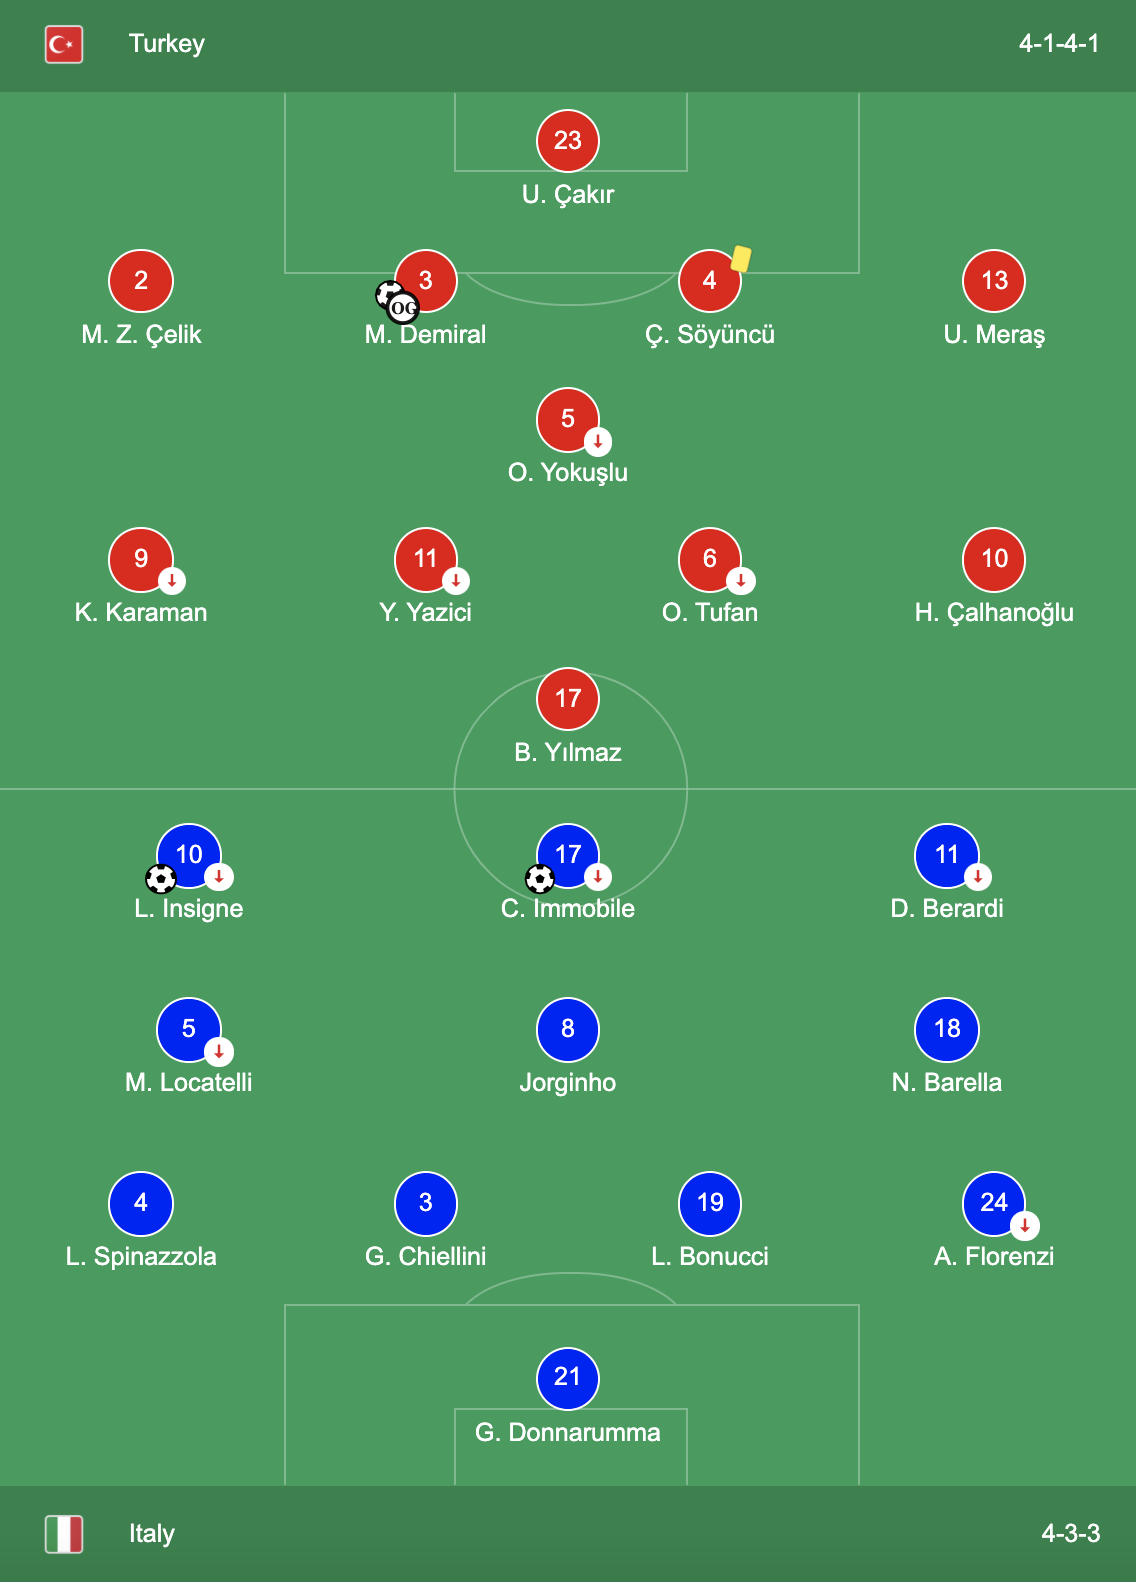 Turkey 4-1-4-1
23
U. Çakır
2 3 4 13
OG
M. Z. Çelik M. Demiral Ç. Söyüncü U. Meraş
5
O. Yokuşlu
9 11 6 10
K. Karaman Y. Yazici O. Tufan H. Çalhanoğlu
17
B. Yılmaz
10 17 11
L. Insigne C. Immobile D. Berardi
5 8 18
M. Locatelli Jorginho N. Barella
4 3 19 24
L. Spinazzola G. Chiellini L. Bonucci A. Florenzi
21
G. Donnarumma
Italy 4-3-3